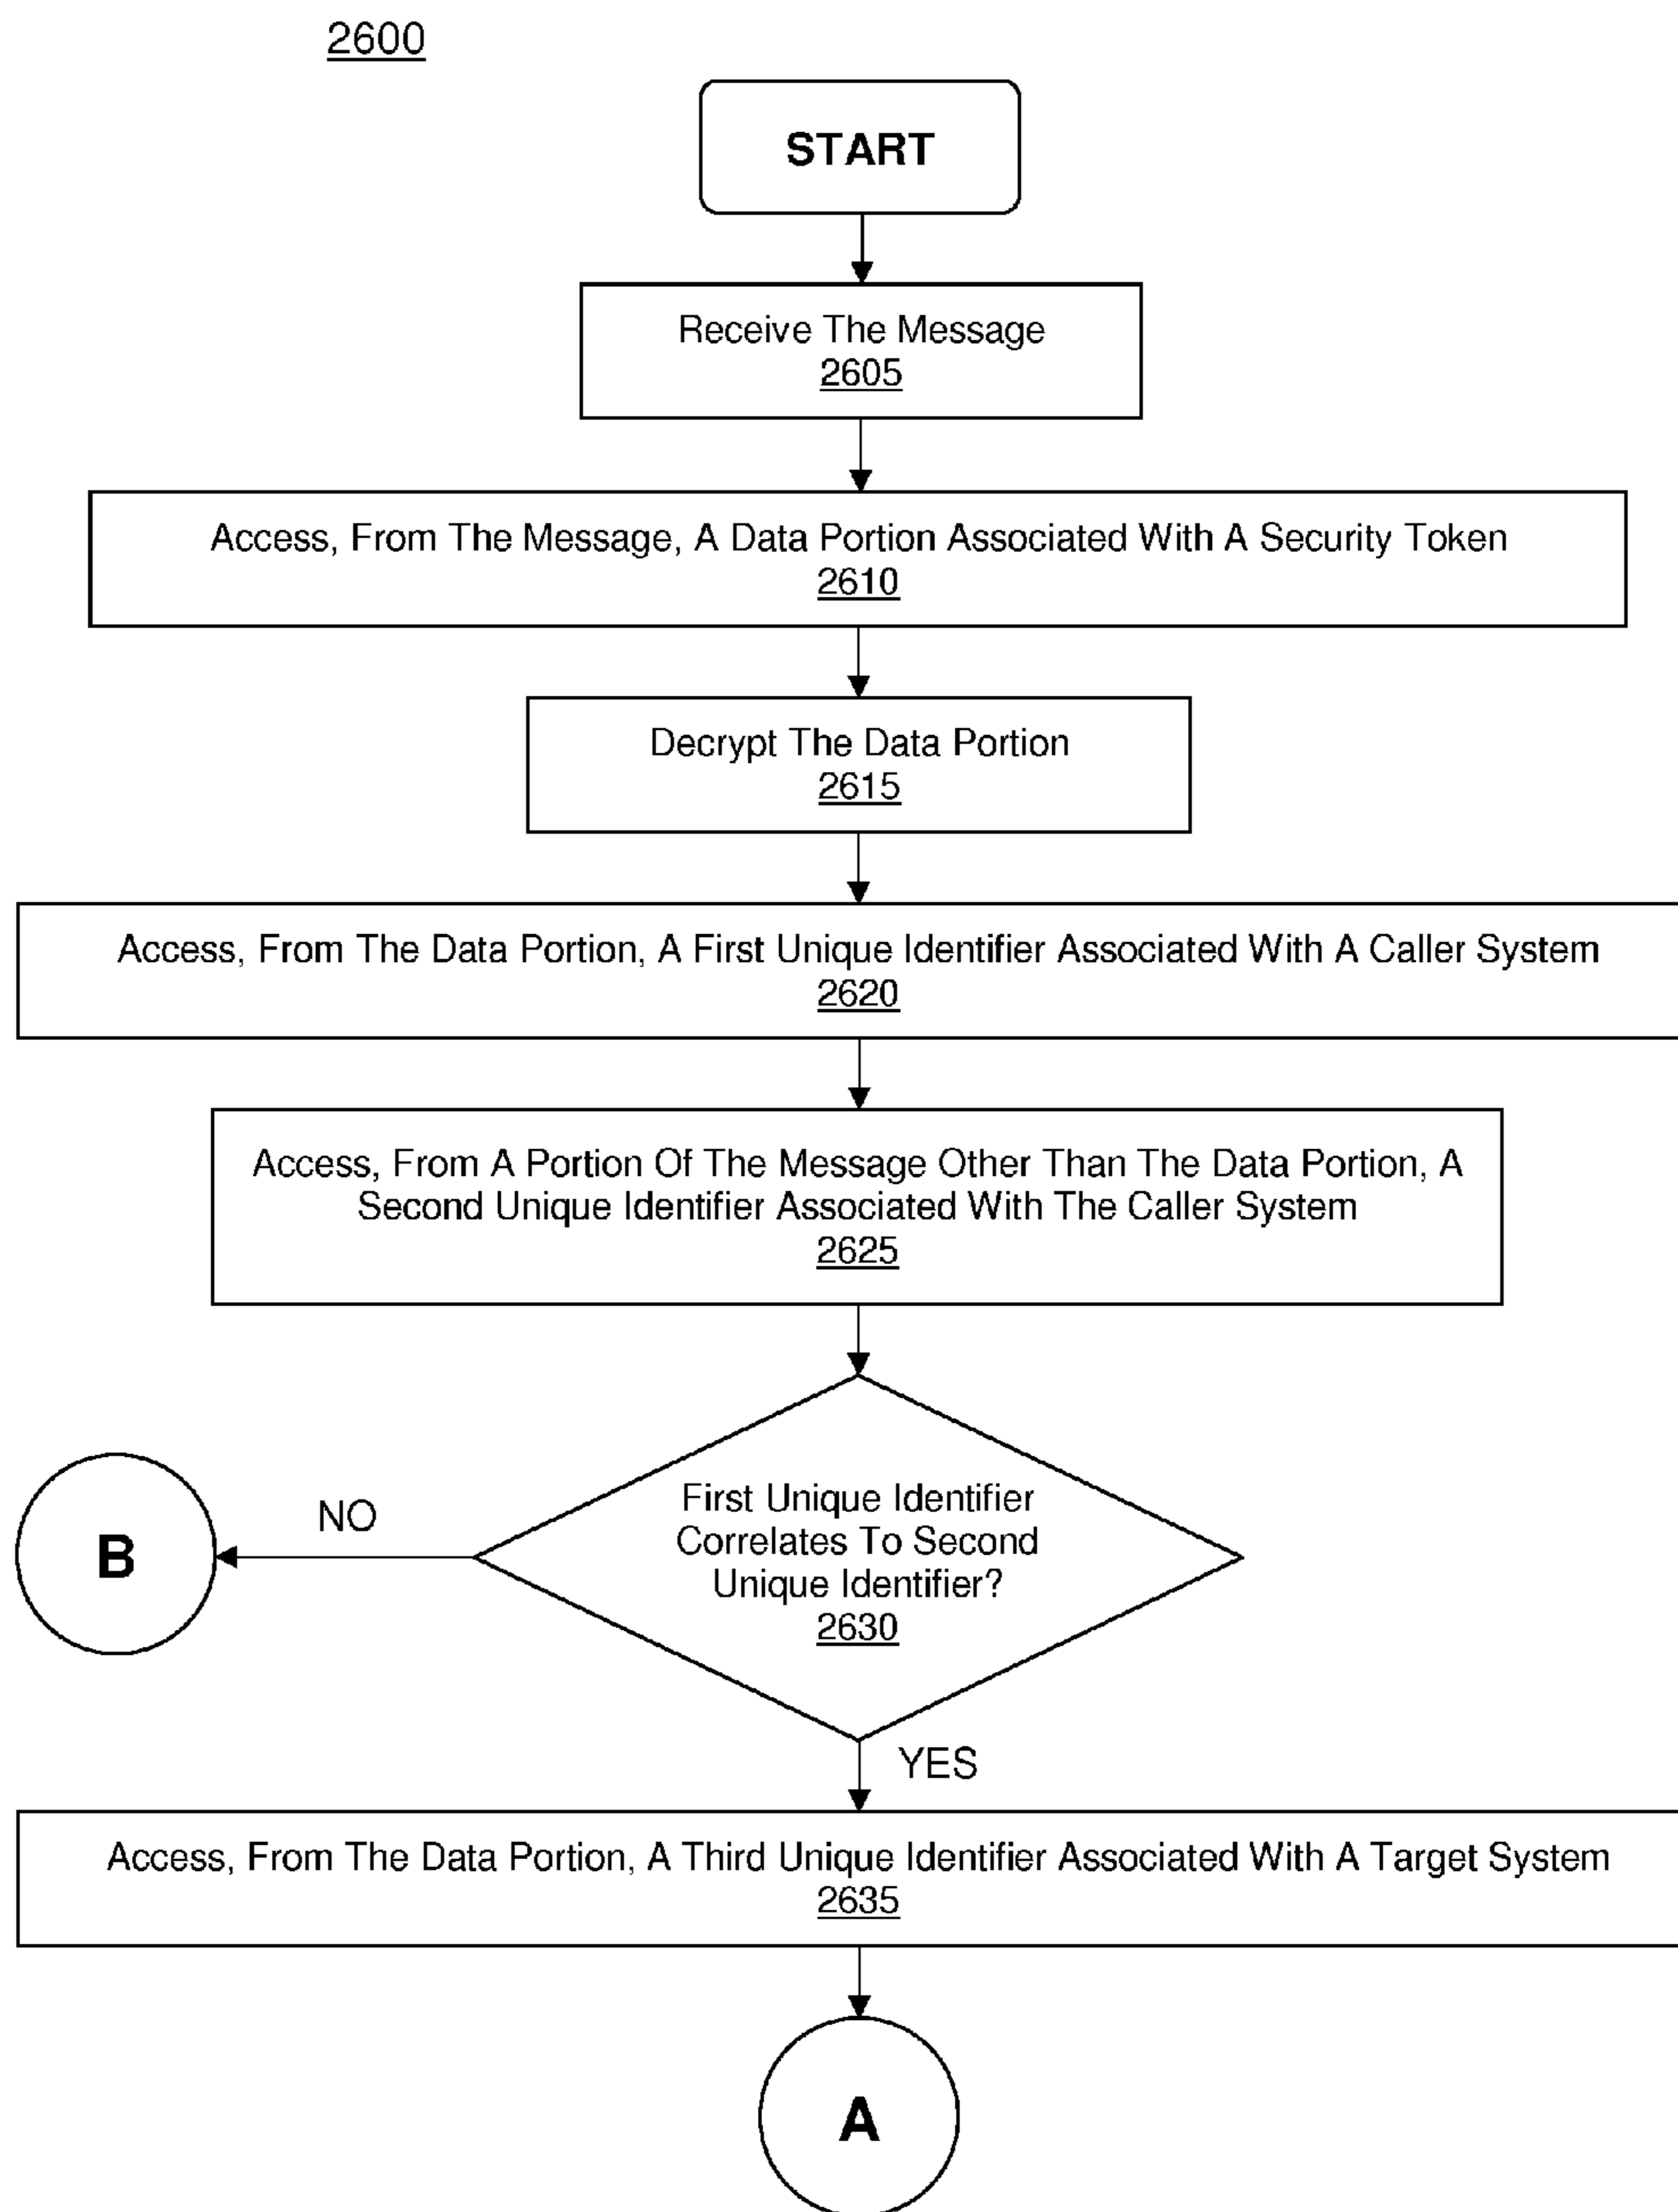 2600
START
Receive The Message
2605
Access, From The Message, A Data Portion Associated With A Security Token
2610
Decrypt The Data Portion
2615
Access, From The Data Portion, A First Unique Identifier Associated With A Caller System
2620
Access, From A Portion Of The Message Other Than The Data Portion, A
Second Unique Identifier Associated With The Caller System
2625
First Unique Identifier
Correlates To Second
Unique Identifier?
2630
NO
B
YES
Access, From The Data Portion, A Third Unique Identifier Associated With A Target System
2635
A